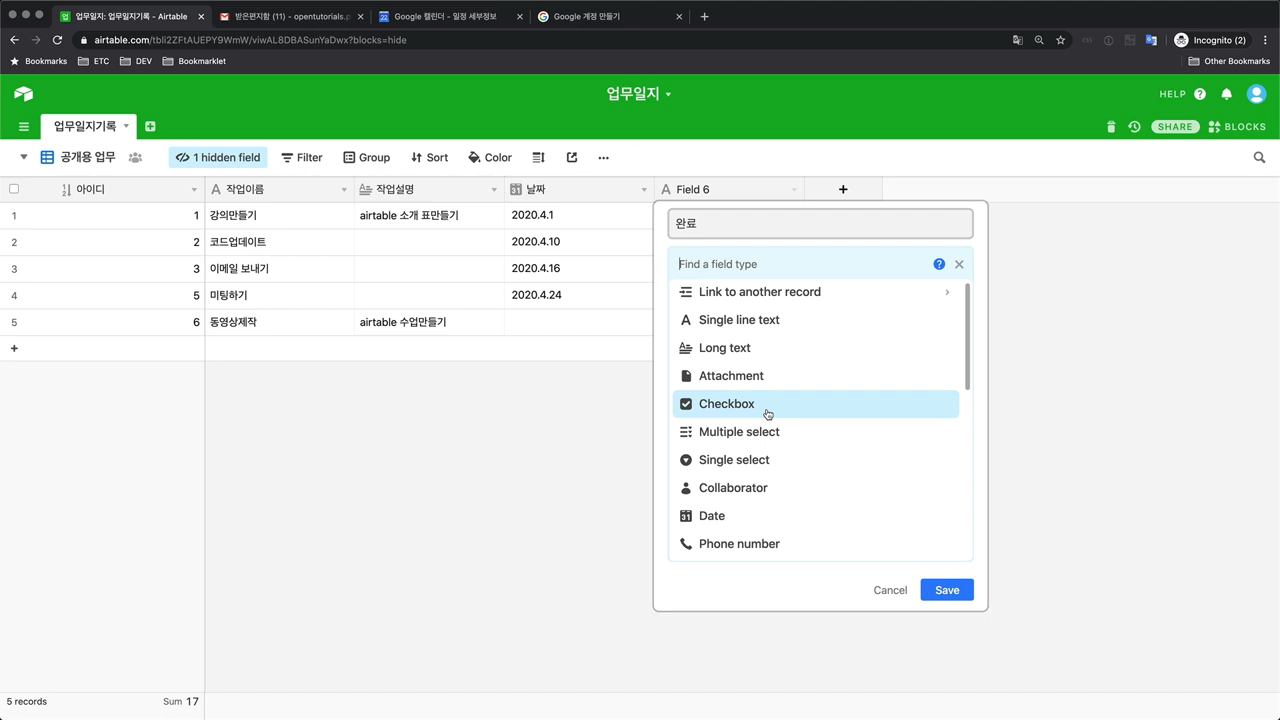 업무일지: 업무일지기록 - Airtable
받은편지함 (11) - opentutorials.p
Google 캘린더 - 일정 세부정보
Google 계정 만들기
airtable.com/tbli2ZFtAUEPY9WmW/viwAL8DBASunYaDwx?blocks=hide
Incognito (2)
Bookmarks
ETC
DEV
Bookmarklet
Other Bookmarks
업무일지
HELP
업무일지기록
SHARE
BLOCKS
공개용 업무
1 hidden field
Filter
Group
Sort
Color
아이디
작업이름
작업설명
날짜
Field 6
1 1 강의만들기 airtable 소개 표만들기 2020.4.1
2 2 코드업데이트 2020.4.10
3 3 이메일 보내기 2020.4.16
4 5 미팅하기 2020.4.24
5 6 동영상제작 airtable 수업만들기
완료
Find a field type
Link to another record
Single line text
Long text
Attachment
Checkbox
Multiple select
Single select
Collaborator
Date
Phone number
Cancel
Save
5 records
Sum 17